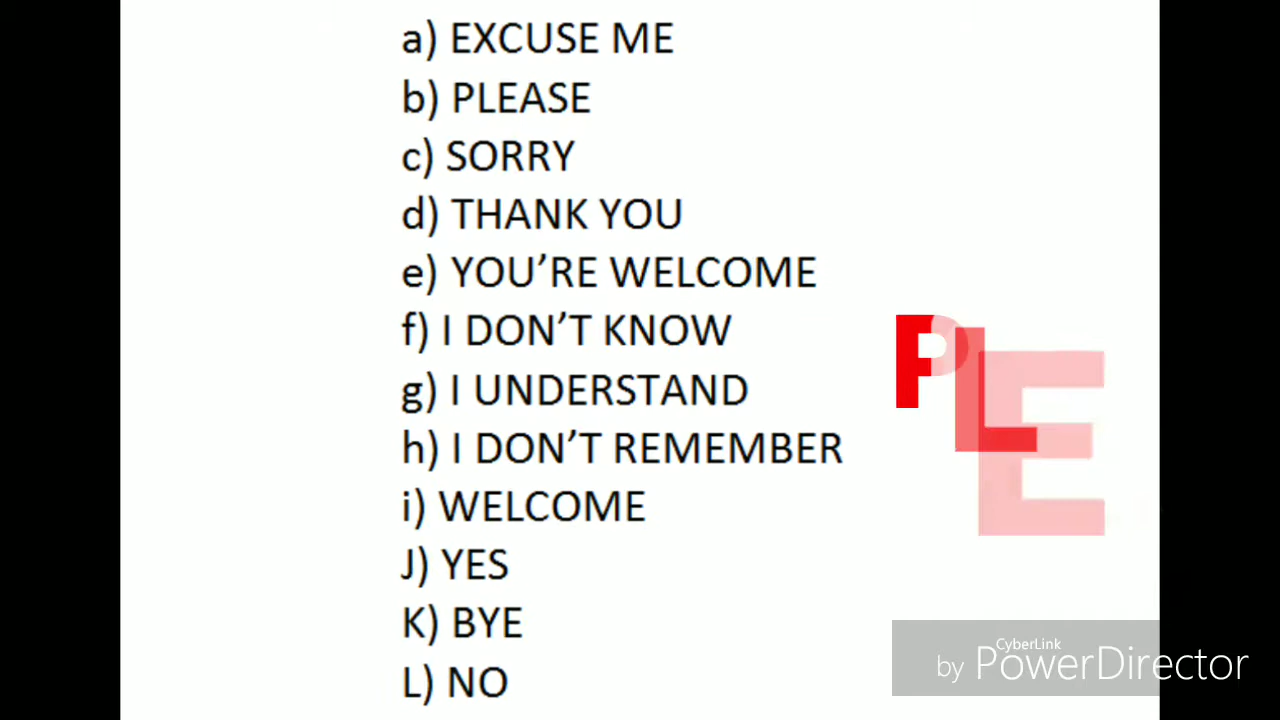 a) EXCUSE ME
b) PLEASE
c) SORRY
d) THANK YOU
e) YOU’RE WELCOME
f) I DON’T KNOW
g) I UNDERSTAND
h) I DON’T REMEMBER
i) WELCOME
J) YES
K) BYE
L) NO
PLE
CyberLink
by PowerDirector